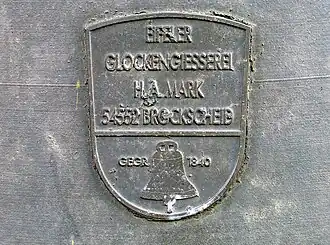 EIFELER
GLOCKENGIESSEREI
H. A. MARK
54552 BROCKSCHEID
GEGR. 1840